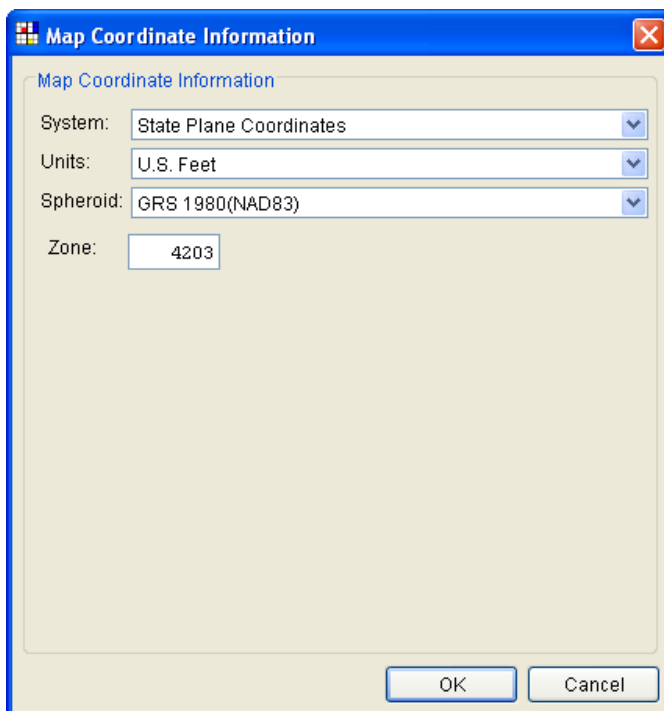 Map Coordinate Information
Map Coordinate Information
System: State Plane Coordinates
Units: U.S. Feet
Spheroid: GRS 1980(NAD83)
Zone: 4203
OK Cancel